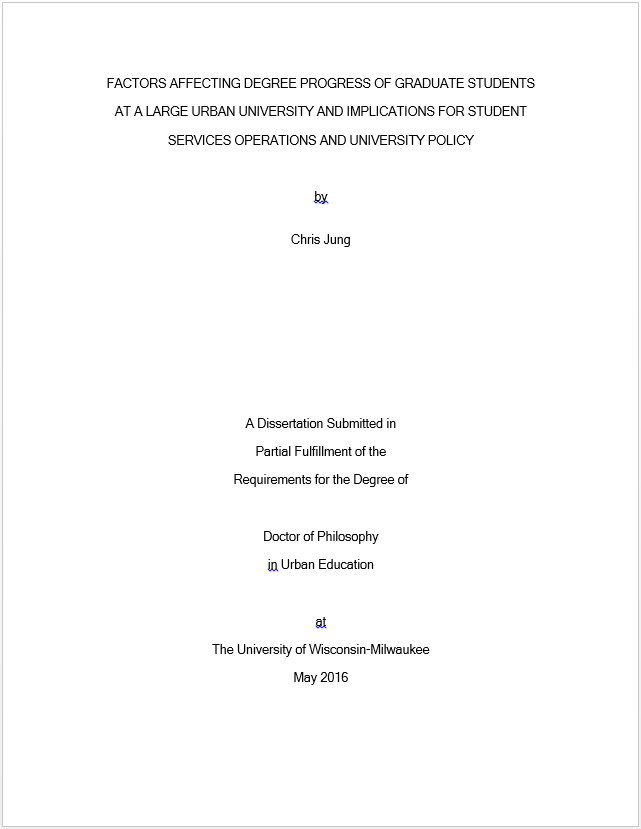 FACTORS AFFECTING DEGREE PROGRESS OF GRADUATE STUDENTS
AT A LARGE URBAN UNIVERSITY AND IMPLICATIONS FOR STUDENT
SERVICES OPERATIONS AND UNIVERSITY POLICY
by
Chris Jung
A Dissertation Submitted in
Partial Fulfillment of the
Requirements for the Degree of
Doctor of Philosophy
in Urban Education
at
The University of Wisconsin-Milwaukee
May 2016